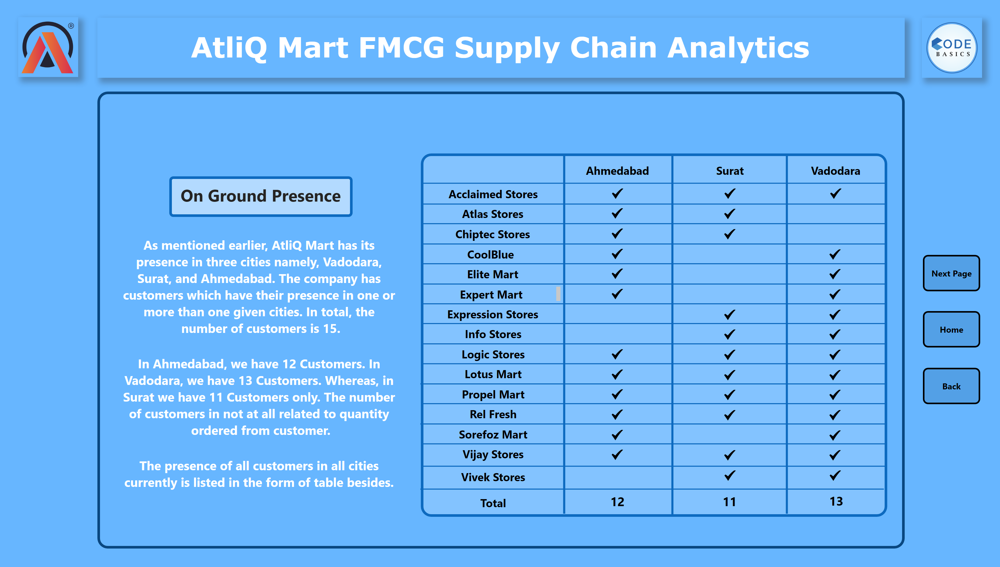 ®
AtliQ Mart FMCG Supply Chain Analytics
CODE
BASICS
On Ground Presence
As mentioned earlier, AtliQ Mart has its
presence in three cities namely, Vadodara,
Surat, and Ahmedabad. The company has
customers which have their presence in one or
more than one given cities. In total, the
number of customers is 15.
In Ahmedabad, we have 12 Customers. In
Vadodara, we have 13 Customers. Whereas, in
Surat we have 11 Customers only. The number
of customers in not at all related to quantity
ordered from customer.
The presence of all customers in all cities
currently is listed in the form of table besides.
Ahmedabad Surat Vadodara
Acclaimed Stores ✓ ✓ ✓
Atlas Stores ✓ ✓
Chiptec Stores ✓ ✓
CoolBlue ✓ ✓
Elite Mart ✓ ✓
Expert Mart ✓ ✓
Expression Stores ✓ ✓
Info Stores ✓ ✓
Logic Stores ✓ ✓ ✓
Lotus Mart ✓ ✓ ✓
Propel Mart ✓ ✓ ✓
Rel Fresh ✓ ✓ ✓
Sorefoz Mart ✓ ✓
Vijay Stores ✓ ✓ ✓
Vivek Stores ✓ ✓
Total 12 11 13
Next Page
Home
Back